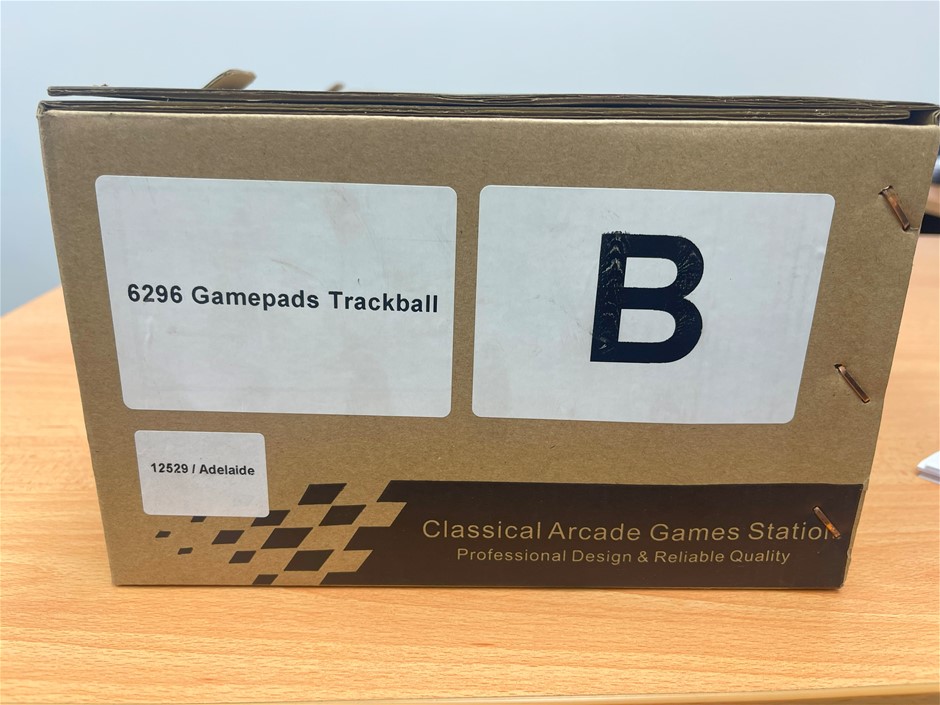 6296 Gamepads Trackball
B
12529 / Adelaide
Classical Arcade Games Station
Professional Design & Reliable Quality